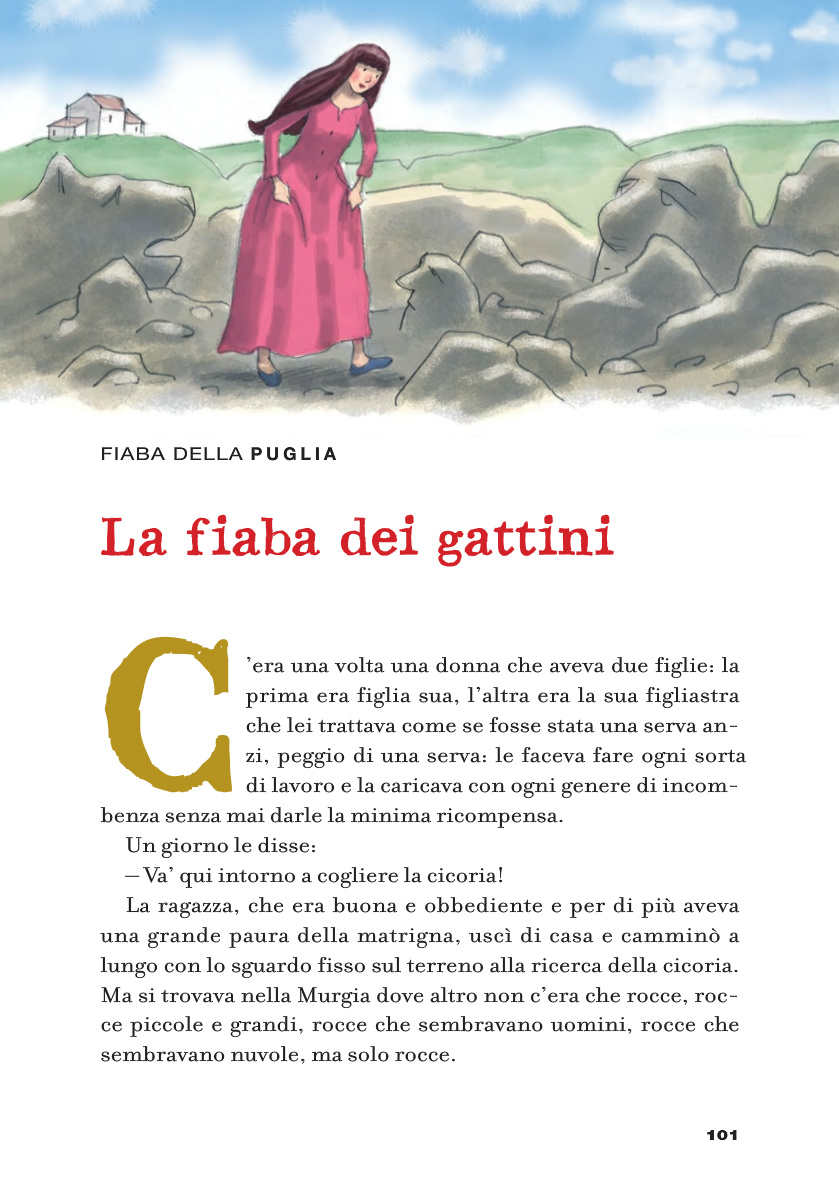 FIABA DELLA PUGLIA
La fiaba dei gattini
C’era una volta una donna che aveva due figlie: la
prima era figlia sua, l’altra era la sua figliastra
che lei trattava come se fosse stata una serva an-
zi, peggio di una serva: le faceva fare ogni sorta
di lavoro e la caricava con ogni genere di incom-
benza senza mai darle la minima ricompensa.
Un giorno le disse:
– Va’ qui intorno a cogliere la cicoria!
La ragazza, che era buona e obbediente e per di più aveva
una grande paura della matrigna, uscì di casa e camminò a
lungo con lo sguardo fisso sul terreno alla ricerca della cicoria.
Ma si trovava nella Murgia dove altro non c’era che rocce, roc-
ce piccole e grandi, rocce che sembravano uomini, rocce che
sembravano nuvole, ma solo rocce.
101